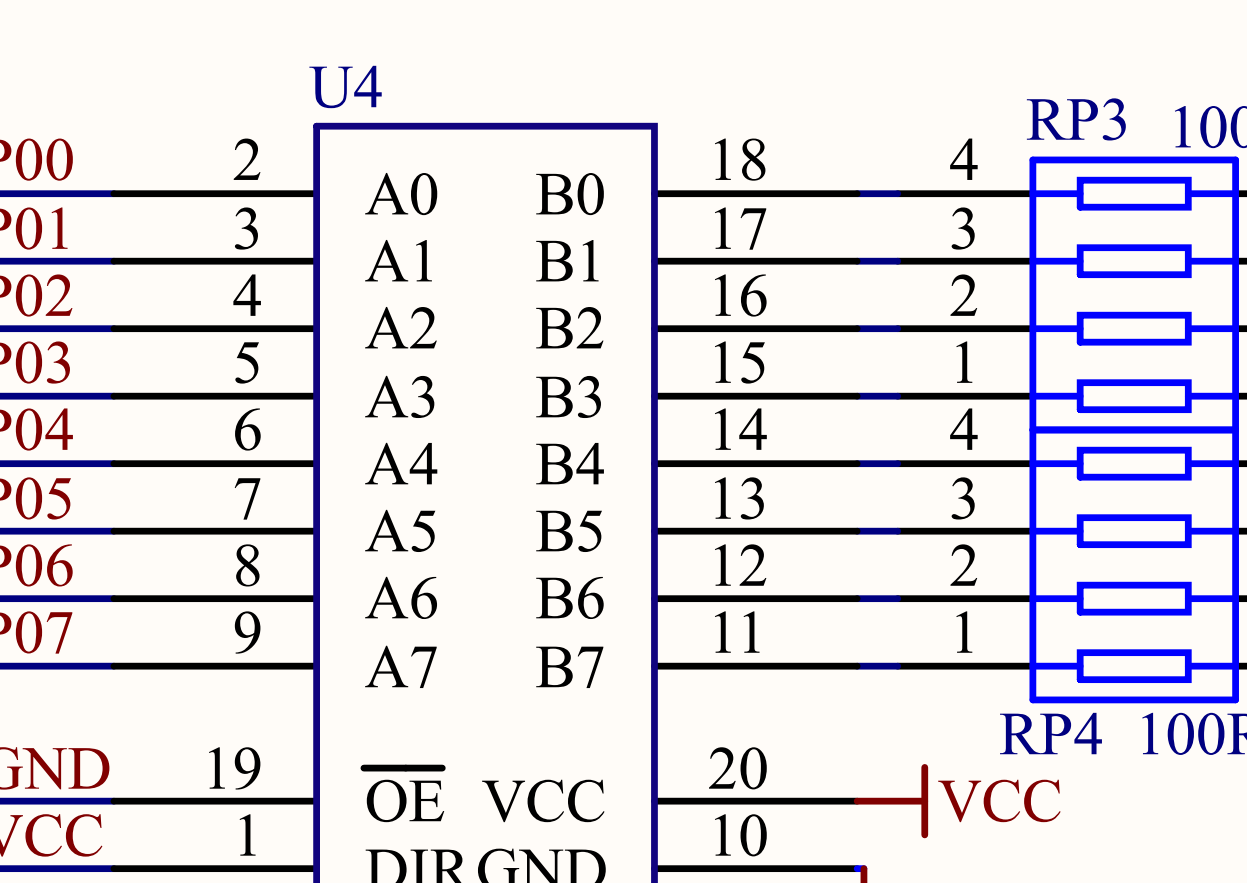 U4
RP3 100
P00 2 A0 B0 18 4
P01 3 A1 B1 17 3
P02 4 A2 B2 16 2
P03 5 A3 B3 15 1
P04 6 A4 B4 14 4
P05 7 A5 B5 13 3
P06 8 A6 B6 12 2
P07 9 A7 B7 11 1
RP4 100R
GND 19 OE VCC 20 VCC
VCC 1 DIR GND 10